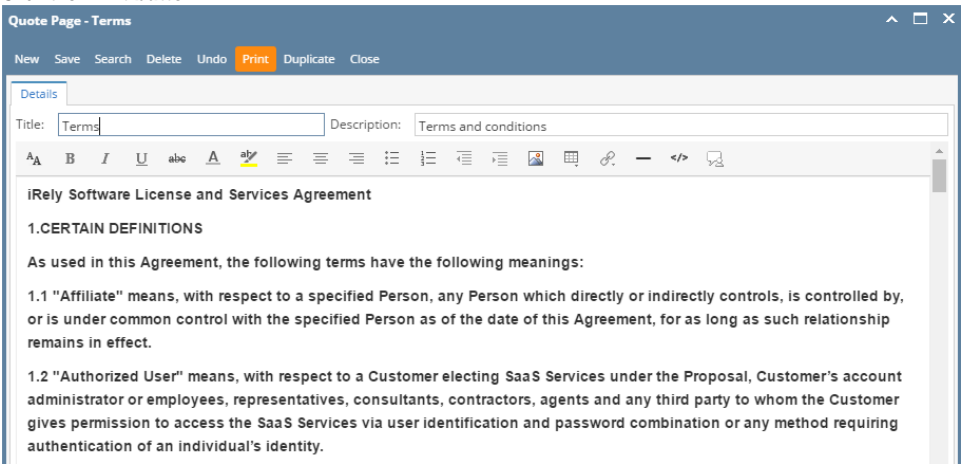 Quote Page - Terms
New Save Search Delete Undo Print Duplicate Close
Details
Title: Terms Description: Terms and conditions
AA B I U abc A ab
iRely Software License and Services Agreement
1.CERTAIN DEFINITIONS
As used in this Agreement, the following terms have the following meanings:
1.1 "Affiliate" means, with respect to a specified Person, any Person which directly or indirectly controls, is controlled by,
or is under common control with the specified Person as of the date of this Agreement, for as long as such relationship
remains in effect.
1.2 "Authorized User" means, with respect to a Customer electing SaaS Services under the Proposal, Customer’s account
administrator or employees, representatives, consultants, contractors, agents and any third party to whom the Customer
gives permission to access the SaaS Services via user identification and password combination or any method requiring
authentication of an individual’s identity.